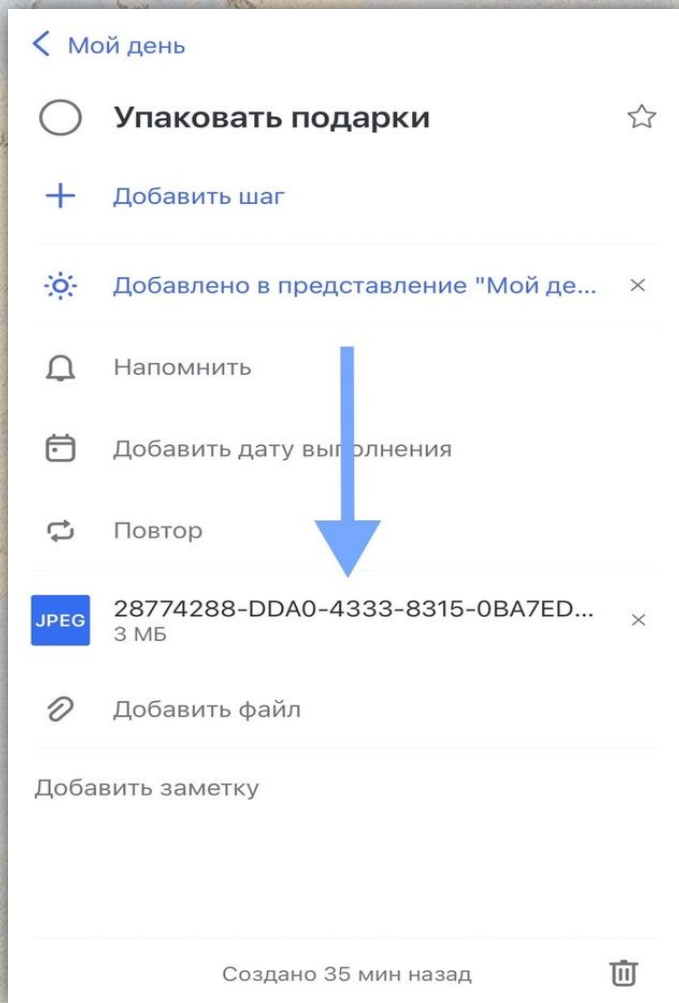 Мой день
Упаковать подарки
Добавить шаг
Добавлено в представление "Мой де...
Напомнить
Добавить дату выполнения
Повтор
JPEG
28774288-DDA0-4333-8315-0BA7ED...
3 МБ
Добавить файл
Добавить заметку
Создано 35 мин назад